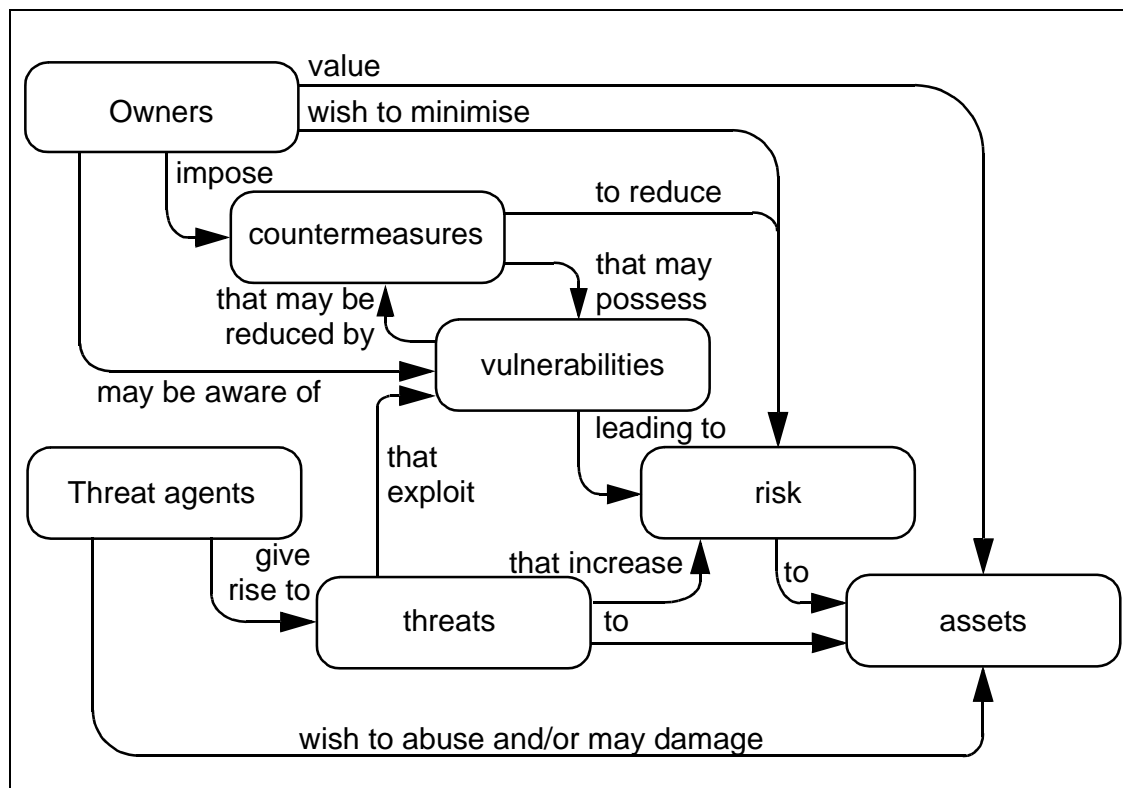 value
Owners
wish to minimise
impose
to reduce
countermeasures
that may
possess
that may be
reduced by
vulnerabilities
may be aware of
leading to
that
exploit
Threat agents
risk
give
rise to
that increase
to
threats
to
assets
wish to abuse and/or may damage